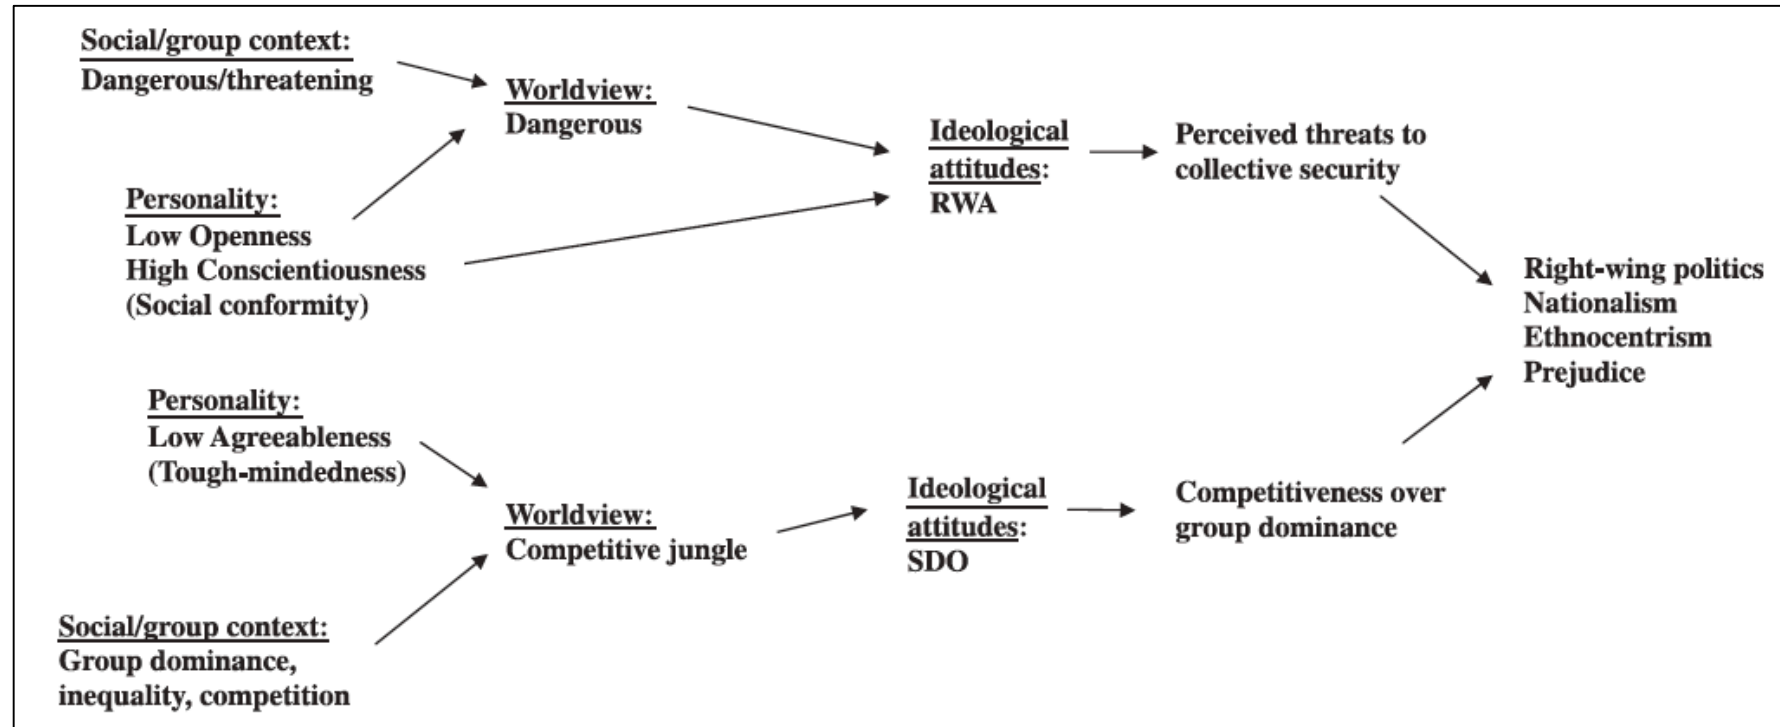 Social/group context:
Dangerous/threatening
Worldview:
Dangerous
Personality:
Low Openness
High Conscientiousness
(Social conformity)
Ideological
attitudes:
RWA
Perceived threats to
collective security
Right-wing politics
Nationalism
Ethnocentrism
Prejudice
Personality:
Low Agreeableness
(Tough-mindedness)
Worldview:
Competitive jungle
Ideological
attitudes:
SDO
Competitiveness over
group dominance
Social/group context:
Group dominance,
inequality, competition